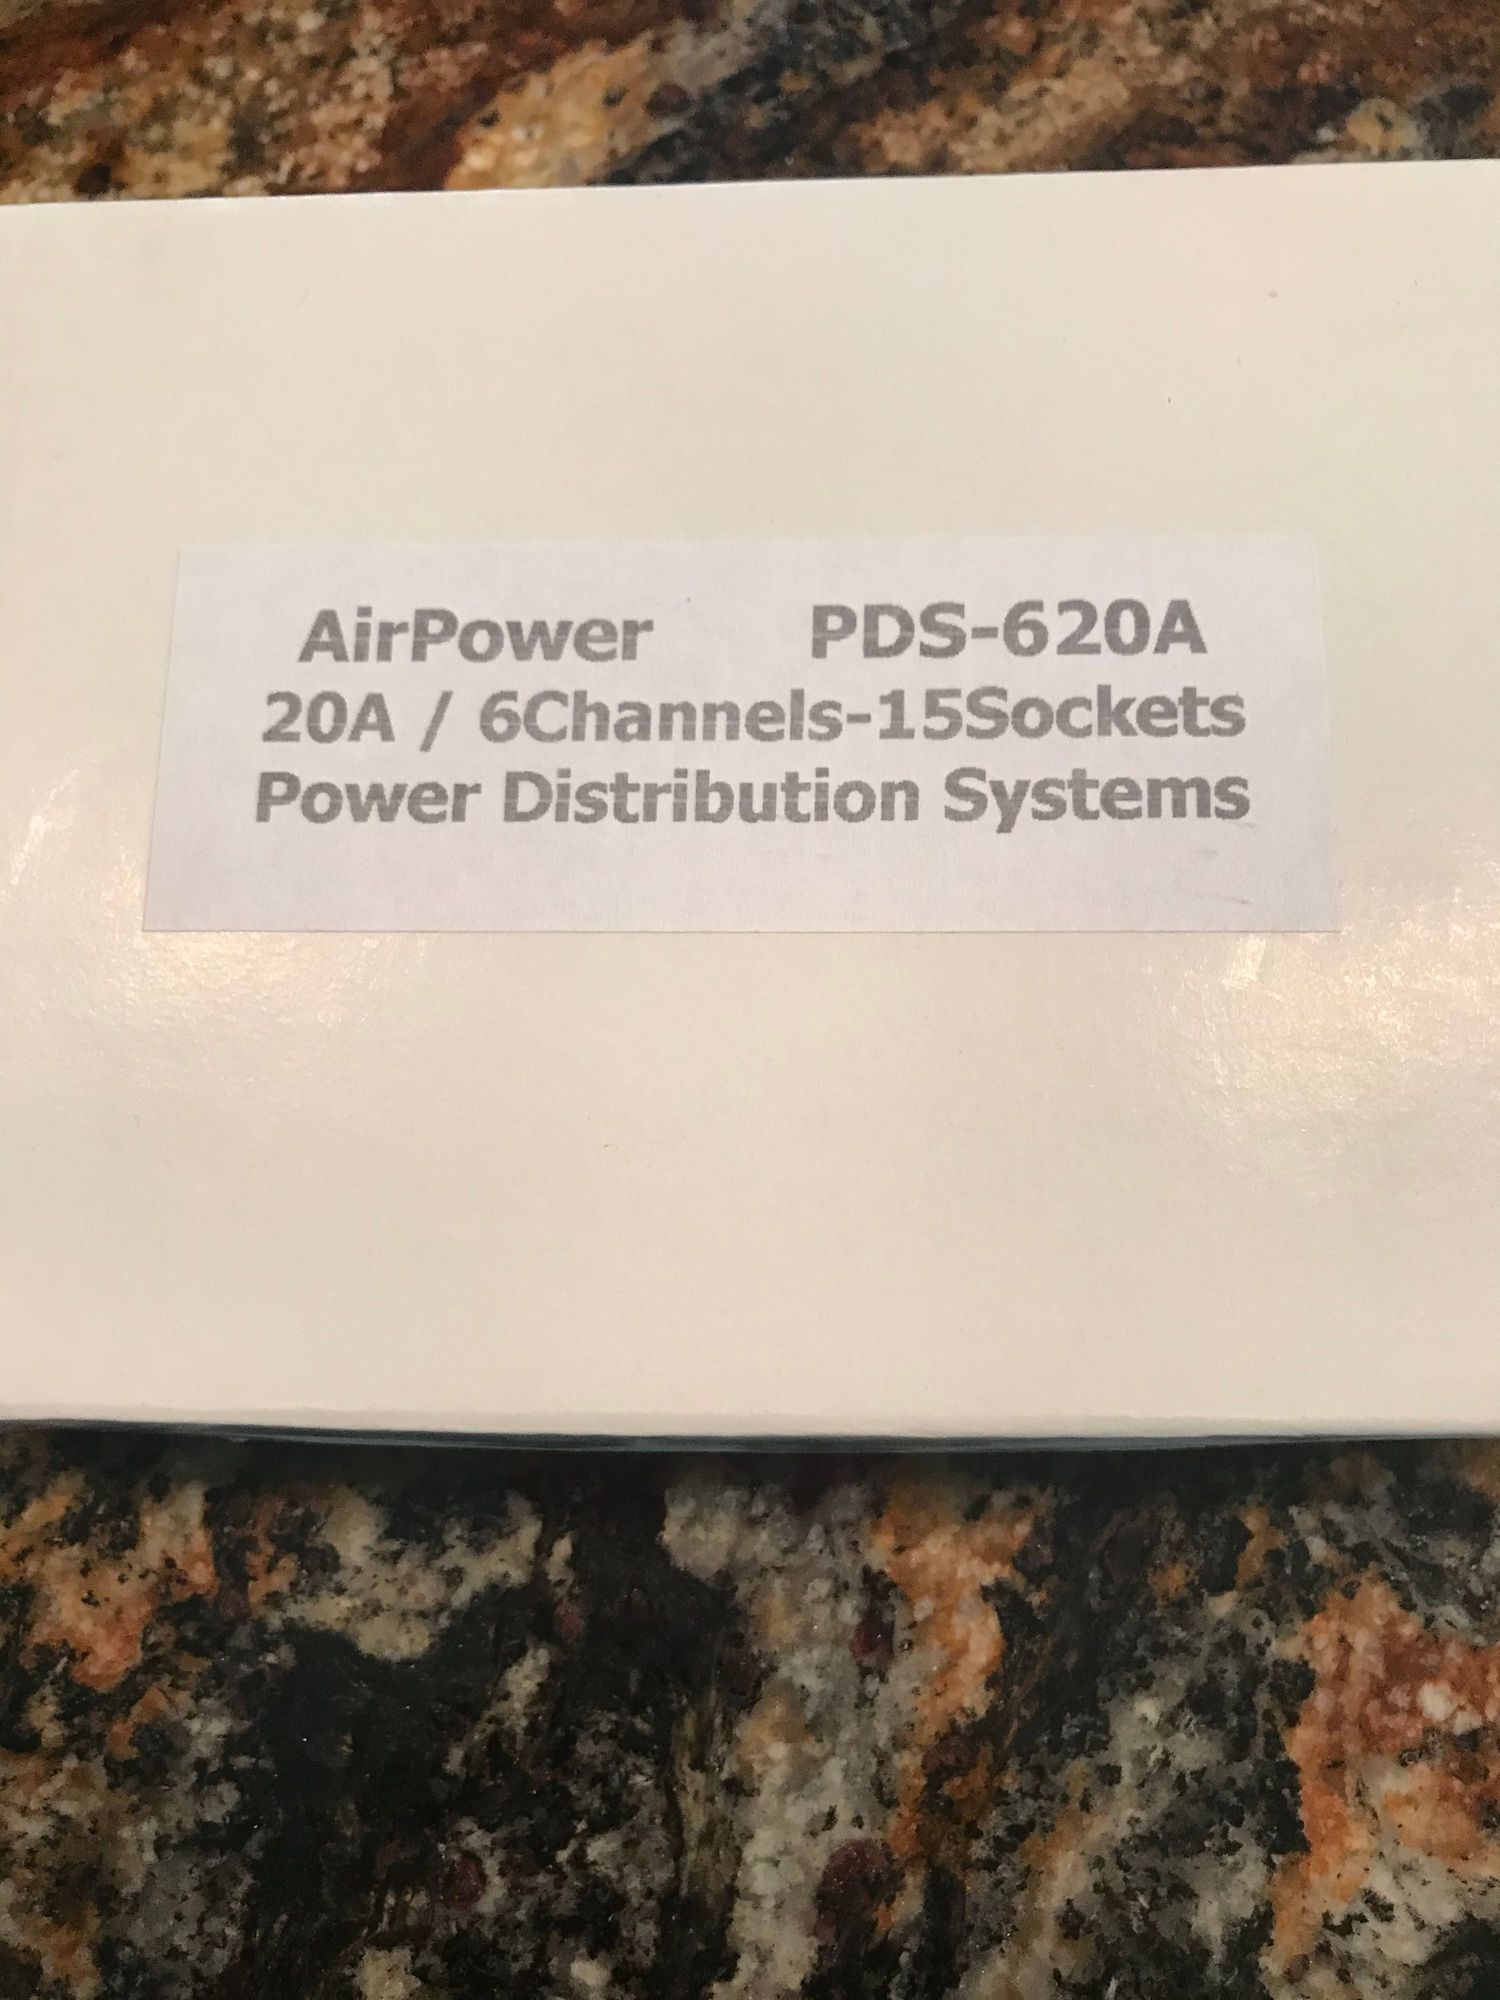 AirPower PDS-620A
20A / 6Channels-15Sockets
Power Distribution Systems